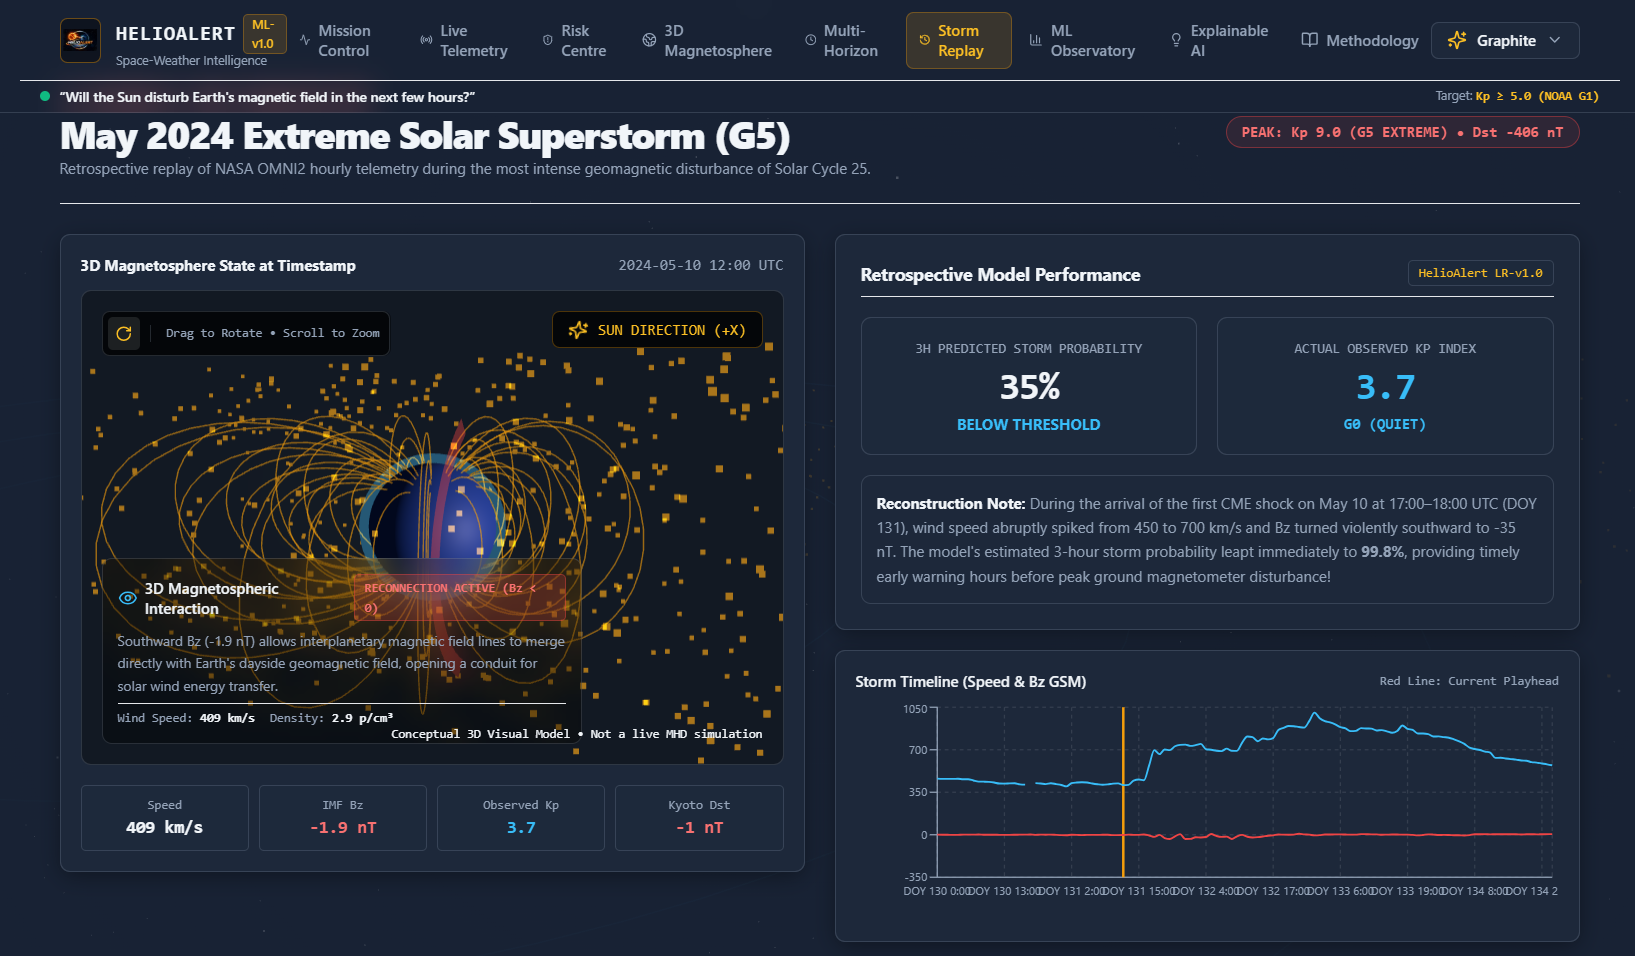 HELIOALERT
ML-
v1.0
Space-Weather Intelligence
Mission
Control
Live
Telemetry
Risk
Centre
3D
Magnetosphere
Multi-
Horizon
Storm
Replay
ML
Observatory
Explainable
AI
Methodology
Graphite
“Will the Sun disturb Earth's magnetic field in the next few hours?”
Target: Kp ≥ 5.0 (NOAA G1)
May 2024 Extreme Solar Superstorm (G5)
PEAK: Kp 9.0 (G5 EXTREME) • Dst -406 nT
Retrospective replay of NASA OMNI2 hourly telemetry during the most intense geomagnetic disturbance of Solar Cycle 25.
3D Magnetosphere State at Timestamp
2024-05-10 12:00 UTC
Drag to Rotate • Scroll to Zoom
SUN DIRECTION (+X)
3D Magnetospheric
Interaction
RECONNECTION ACTIVE (Bz <
0)
Southward Bz (-1.9 nT) allows interplanetary magnetic field lines to merge
directly with Earth's dayside geomagnetic field, opening a conduit for
solar wind energy transfer.
Wind Speed: 409 km/s Density: 2.9 p/cm³
Conceptual 3D Visual Model • Not a live MHD simulation
Speed
409 km/s
IMF Bz
-1.9 nT
Observed Kp
3.7
Kyoto Dst
-1 nT
Retrospective Model Performance
HelioAlert LR-v1.0
3H PREDICTED STORM PROBABILITY
35%
BELOW THRESHOLD
ACTUAL OBSERVED KP INDEX
3.7
G0 (QUIET)
Reconstruction Note: During the arrival of the first CME shock on May 10 at 17:00–18:00 UTC (DOY
131), wind speed abruptly spiked from 450 to 700 km/s and Bz turned violently southward to -35
nT. The model's estimated 3-hour storm probability leapt immediately to 99.8%, providing timely
early warning hours before peak ground magnetometer disturbance!
Storm Timeline (Speed & Bz GSM)
Red Line: Current Playhead
1050
700
350
0
-350
DOY 130 0:00 DOY 130 13:00 DOY 131 2:00 DOY 131 15:00 DOY 132 4:00 DOY 132 17:00 DOY 133 6:00 DOY 133 19:00 DOY 134 8:00 DOY 134 2